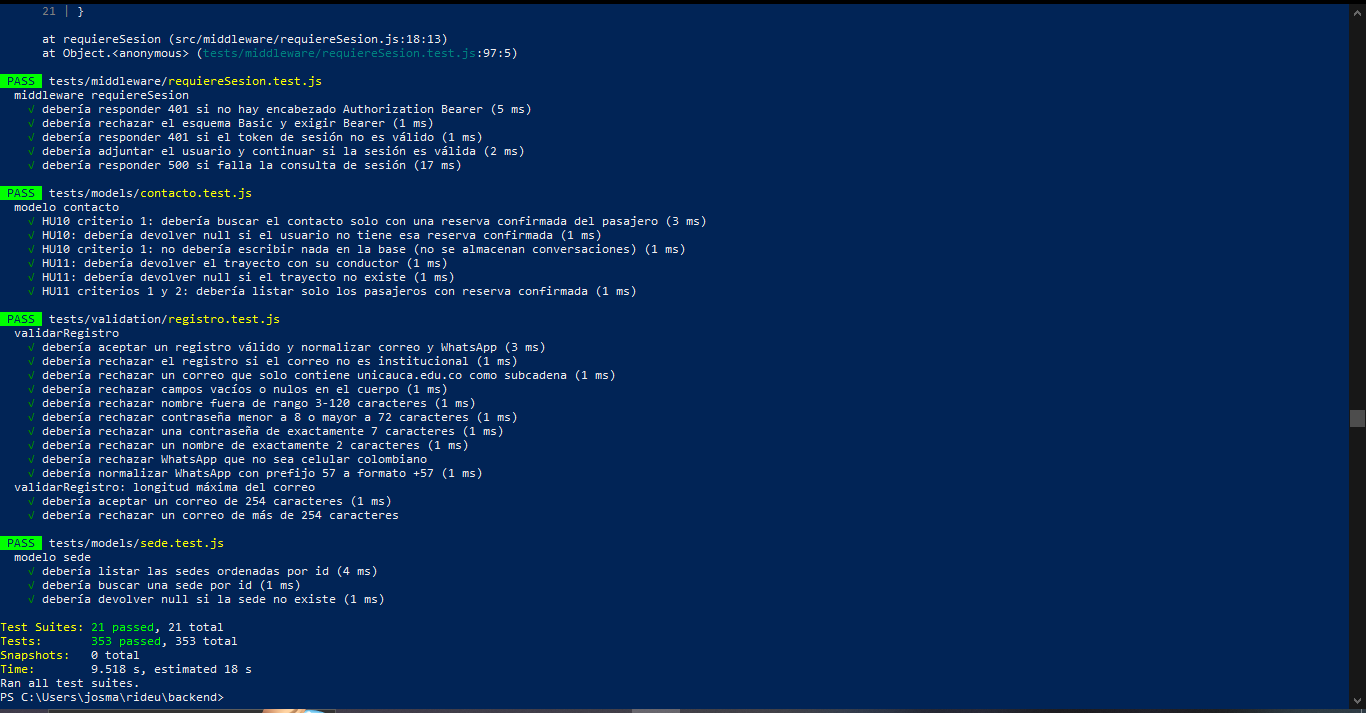 21 | }
at requiereSesion (src/middleware/requiereSesion.js:18:13)
at Object.<anonymous> (tests/middleware/requiereSesion.test.js:97:5)
PASS tests/middleware/requiereSesion.test.js
middleware requiereSesion
√ debería responder 401 si no hay encabezado Authorization Bearer (5 ms)
√ debería rechazar el esquema Basic y exigir Bearer (1 ms)
√ debería responder 401 si el token de sesión no es válido (1 ms)
√ debería adjuntar el usuario y continuar si la sesión es válida (2 ms)
√ debería responder 500 si falla la consulta de sesión (17 ms)
PASS tests/models/contacto.test.js
modelo contacto
√ HU10 criterio 1: debería buscar el contacto solo con una reserva confirmada del pasajero (3 ms)
√ HU10: debería devolver null si el usuario no tiene esa reserva confirmada (1 ms)
√ HU10 criterio 1: no debería escribir nada en la base (no se almacenan conversaciones) (1 ms)
√ HU11: debería devolver el trayecto con su conductor (1 ms)
√ HU11: debería devolver null si el trayecto no existe (1 ms)
√ HU11 criterios 1 y 2: debería listar solo los pasajeros con reserva confirmada (1 ms)
PASS tests/validation/registro.test.js
validarRegistro
√ debería aceptar un registro válido y normalizar correo y WhatsApp (3 ms)
√ debería rechazar el registro si el correo no es institucional (1 ms)
√ debería rechazar un correo que solo contiene unicauca.edu.co como subcadena (1 ms)
√ debería rechazar campos vacíos o nulos en el cuerpo (1 ms)
√ debería rechazar nombre fuera de rango 3-120 caracteres (1 ms)
√ debería rechazar contraseña menor a 8 o mayor a 72 caracteres (1 ms)
√ debería rechazar una contraseña de exactamente 7 caracteres (1 ms)
√ debería rechazar un nombre de exactamente 2 caracteres (1 ms)
√ debería rechazar WhatsApp que no sea celular colombiano
√ debería normalizar WhatsApp con prefijo 57 a formato +57 (1 ms)
validarRegistro: longitud máxima del correo
√ debería aceptar un correo de 254 caracteres (1 ms)
√ debería rechazar un correo de más de 254 caracteres
PASS tests/models/sede.test.js
modelo sede
√ debería listar las sedes ordenadas por id (4 ms)
√ debería buscar una sede por id (1 ms)
√ debería devolver null si la sede no existe (1 ms)
Test Suites: 21 passed, 21 total
Tests: 353 passed, 353 total
Snapshots: 0 total
Time: 9.518 s, estimated 18 s
Ran all test suites.
PS C:\Users\josma\rideu\backend>